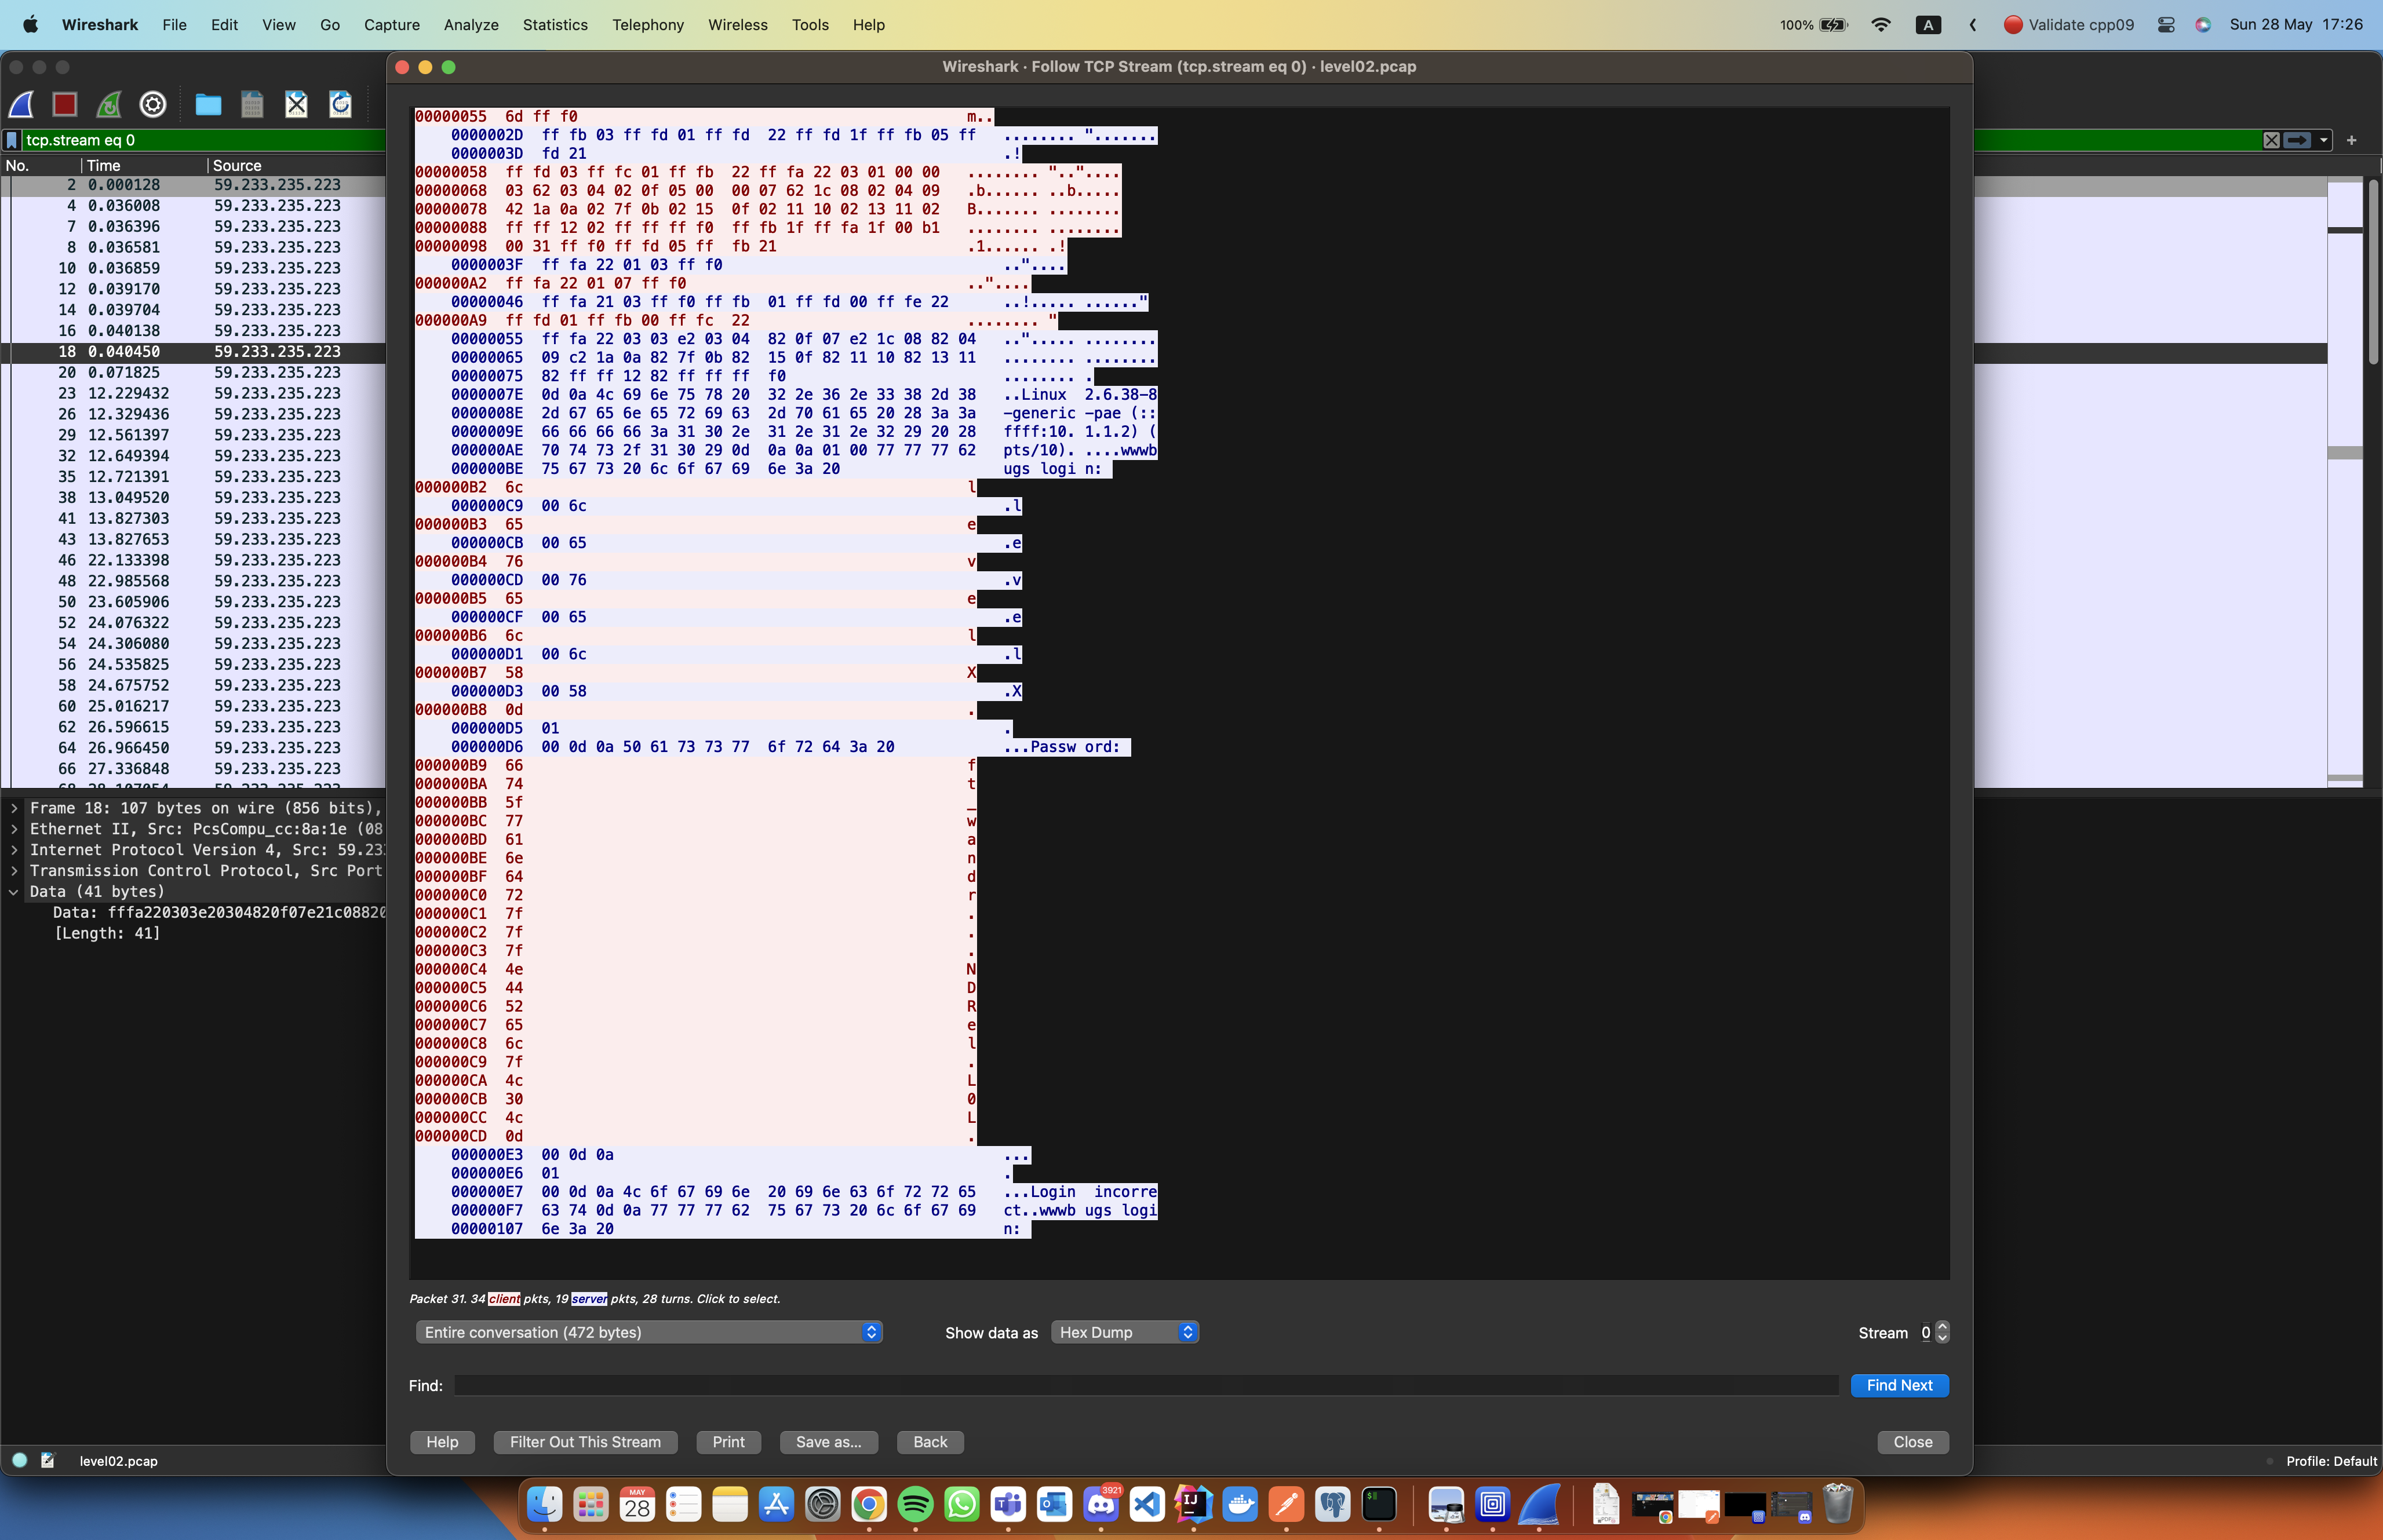 Wireshark File Edit View Go Capture Analyze Statistics Telephony Wireless Tools Help 100% A Validate cpp09 Sun 28 May 17:26
Wireshark · Follow TCP Stream (tcp.stream eq 0) · level02.pcap
tcp.stream eq 0
No. Time Source
2 0.000128 59.233.235.223
4 0.036008 59.233.235.223
7 0.036396 59.233.235.223
8 0.036581 59.233.235.223
10 0.036859 59.233.235.223
12 0.039170 59.233.235.223
14 0.039704 59.233.235.223
16 0.040138 59.233.235.223
18 0.040450 59.233.235.223
20 0.071825 59.233.235.223
23 12.229432 59.233.235.223
26 12.329436 59.233.235.223
29 12.561397 59.233.235.223
32 12.649394 59.233.235.223
35 12.721391 59.233.235.223
38 13.049520 59.233.235.223
41 13.827303 59.233.235.223
43 13.827653 59.233.235.223
46 22.133398 59.233.235.223
48 22.985568 59.233.235.223
50 23.605906 59.233.235.223
52 24.076322 59.233.235.223
54 24.306080 59.233.235.223
56 24.535825 59.233.235.223
58 24.675752 59.233.235.223
60 25.016217 59.233.235.223
62 26.596615 59.233.235.223
64 26.966450 59.233.235.223
66 27.336848 59.233.235.223
Frame 18: 107 bytes on wire (856 bits),
Ethernet II, Src: PcsCompu_cc:8a:1e (08
Internet Protocol Version 4, Src: 59.23
Transmission Control Protocol, Src Port
Data (41 bytes)
Data: fffa220303e20304820f07e21c08820
[Length: 41]
00000055 6d ff f0 m..
0000002D ff fb 03 ff fd 01 ff fd 22 ff fd 1f ff fb 05 ff ........ ".......
0000003D fd 21 .!
00000058 ff fd 03 ff fc 01 ff fb 22 ff fa 22 03 01 00 00 ........ ".."....
00000068 03 62 03 04 02 0f 05 00 00 07 62 1c 08 02 04 09 .b...... ..b.....
00000078 42 1a 0a 02 7f 0b 02 15 0f 02 11 10 02 13 11 02 B....... ........
00000088 ff ff 12 02 ff ff ff f0 ff fb 1f ff fa 1f 00 b1 ........ ........
00000098 00 31 ff f0 ff fd 05 ff fb 21 .1...... .!
0000003F ff fa 22 01 03 ff f0 .."....
000000A2 ff fa 22 01 07 ff f0 .."....
00000046 ff fa 21 03 ff f0 ff fb 01 ff fd 00 ff fe 22 ..!..... ......"
000000A9 ff fd 01 ff fb 00 ff fc 22 ........ "
00000055 ff fa 22 03 03 e2 03 04 82 0f 07 e2 1c 08 82 04 .."..... ........
00000065 09 c2 1a 0a 82 7f 0b 82 15 0f 82 11 10 82 13 11 ........ ........
00000075 82 ff ff 12 82 ff ff ff f0 ........ .
0000007E 0d 0a 4c 69 6e 75 78 20 32 2e 36 2e 33 38 2d 38 ..Linux 2.6.38-8
0000008E 2d 67 65 6e 65 72 69 63 2d 70 61 65 20 28 3a 3a -generic -pae (::
0000009E 66 66 66 66 3a 31 30 2e 31 2e 31 2e 32 29 20 28 ffff:10. 1.1.2) (
000000AE 70 74 73 2f 31 30 29 0d 0a 0a 01 00 77 77 77 62 pts/10). ....wwwb
000000BE 75 67 73 20 6c 6f 67 69 6e 3a 20 ugs logi n:
000000B2 6c l
000000C9 00 6c .l
000000B3 65 e
000000CB 00 65 .e
000000B4 76 v
000000CD 00 76 .v
000000B5 65 e
000000CF 00 65 .e
000000B6 6c l
000000D1 00 6c .l
000000B7 58 X
000000D3 00 58 .X
000000B8 0d .
000000D5 01 .
000000D6 00 0d 0a 50 61 73 73 77 6f 72 64 3a 20 ...Passw ord:
000000B9 66 f
000000BA 74 t
000000BB 5f _
000000BC 77 w
000000BD 61 a
000000BE 6e n
000000BF 64 d
000000C0 72 r
000000C1 7f .
000000C2 7f .
000000C3 7f .
000000C4 4e N
000000C5 44 D
000000C6 52 R
000000C7 65 e
000000C8 6c l
000000C9 7f .
000000CA 4c L
000000CB 30 0
000000CC 4c L
000000CD 0d .
000000E3 00 0d 0a ...
000000E6 01 .
000000E7 00 0d 0a 4c 6f 67 69 6e 20 69 6e 63 6f 72 72 65 ...Login incorre
000000F7 63 74 0d 0a 77 77 77 62 75 67 73 20 6c 6f 67 69 ct..wwwb ugs logi
00000107 6e 3a 20 n:
Packet 31. 34 client pkts, 19 server pkts, 28 turns. Click to select.
Entire conversation (472 bytes) Show data as Hex Dump Stream 0
Find: Find Next
Help Filter Out This Stream Print Save as... Back Close
level02.pcap Profile: Default
MAY
28
3921